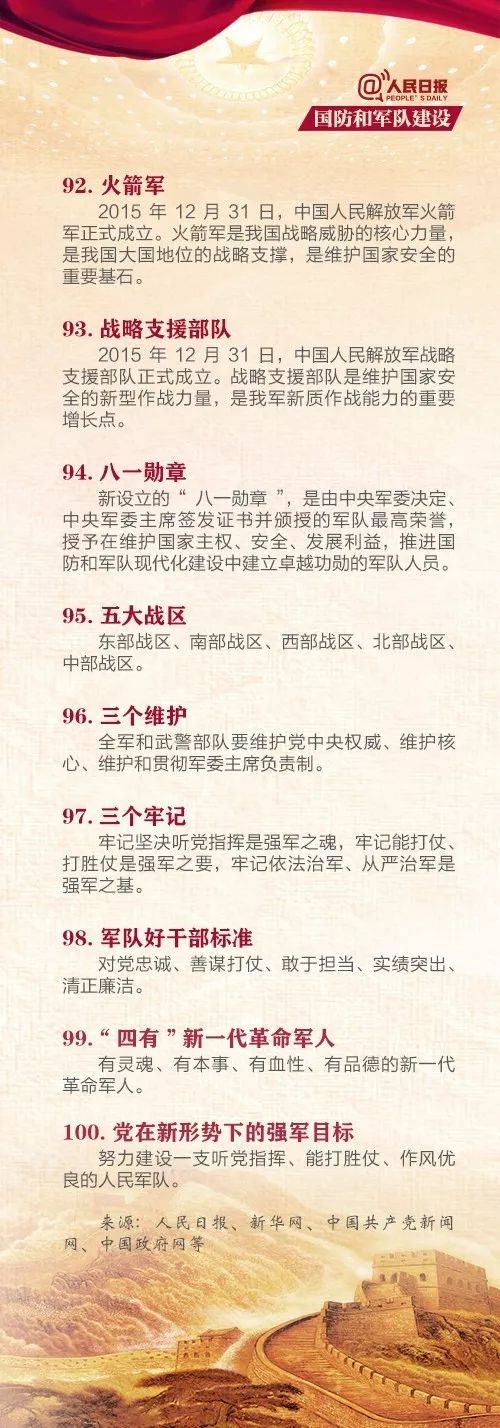 @人民日报
PEOPLE'S DAILY
国防和军队建设
92. 火箭军
2015 年 12 月 31 日，中国人民解放军火箭
军正式成立。火箭军是我国战略威胁的核心力量，
是我国大国地位的战略支撑，是维护国家安全的
重要基石。
93. 战略支援部队
2015 年 12 月 31 日，中国人民解放军战略
支援部队正式成立。战略支援部队是维护国家安
全的新型作战力量，是我军新质作战能力的重要
增长点。
94. 八一勋章
新设立的“ 八一勋章 ”，是由中央军委决定、
中央军委主席签发证书并颁授的军队最高荣誉，
授予在维护国家主权、安全、发展利益，推进国
防和军队现代化建设中建立卓越功勋的军队人员。
95. 五大战区
东部战区、南部战区、西部战区、北部战区、
中部战区。
96. 三个维护
全军和武警部队要维护党中央权威、维护核
心、维护和贯彻军委主席负责制。
97. 三个牢记
牢记坚决听党指挥是强军之魂，牢记能打仗、
打胜仗是强军之要，牢记依法治军、从严治军是
强军之基。
98. 军队好干部标准
对党忠诚、善谋打仗、敢于担当、实绩突出、
清正廉洁。
99. “ 四有 ” 新一代革命军人
有灵魂、有本事、有血性、有品德的新一代
革命军人。
100. 党在新形势下的强军目标
努力建设一支听党指挥、能打胜仗、作风优
良的人民军队。
来源：人民日报、新华网、中国共产党新闻
网、中国政府网等